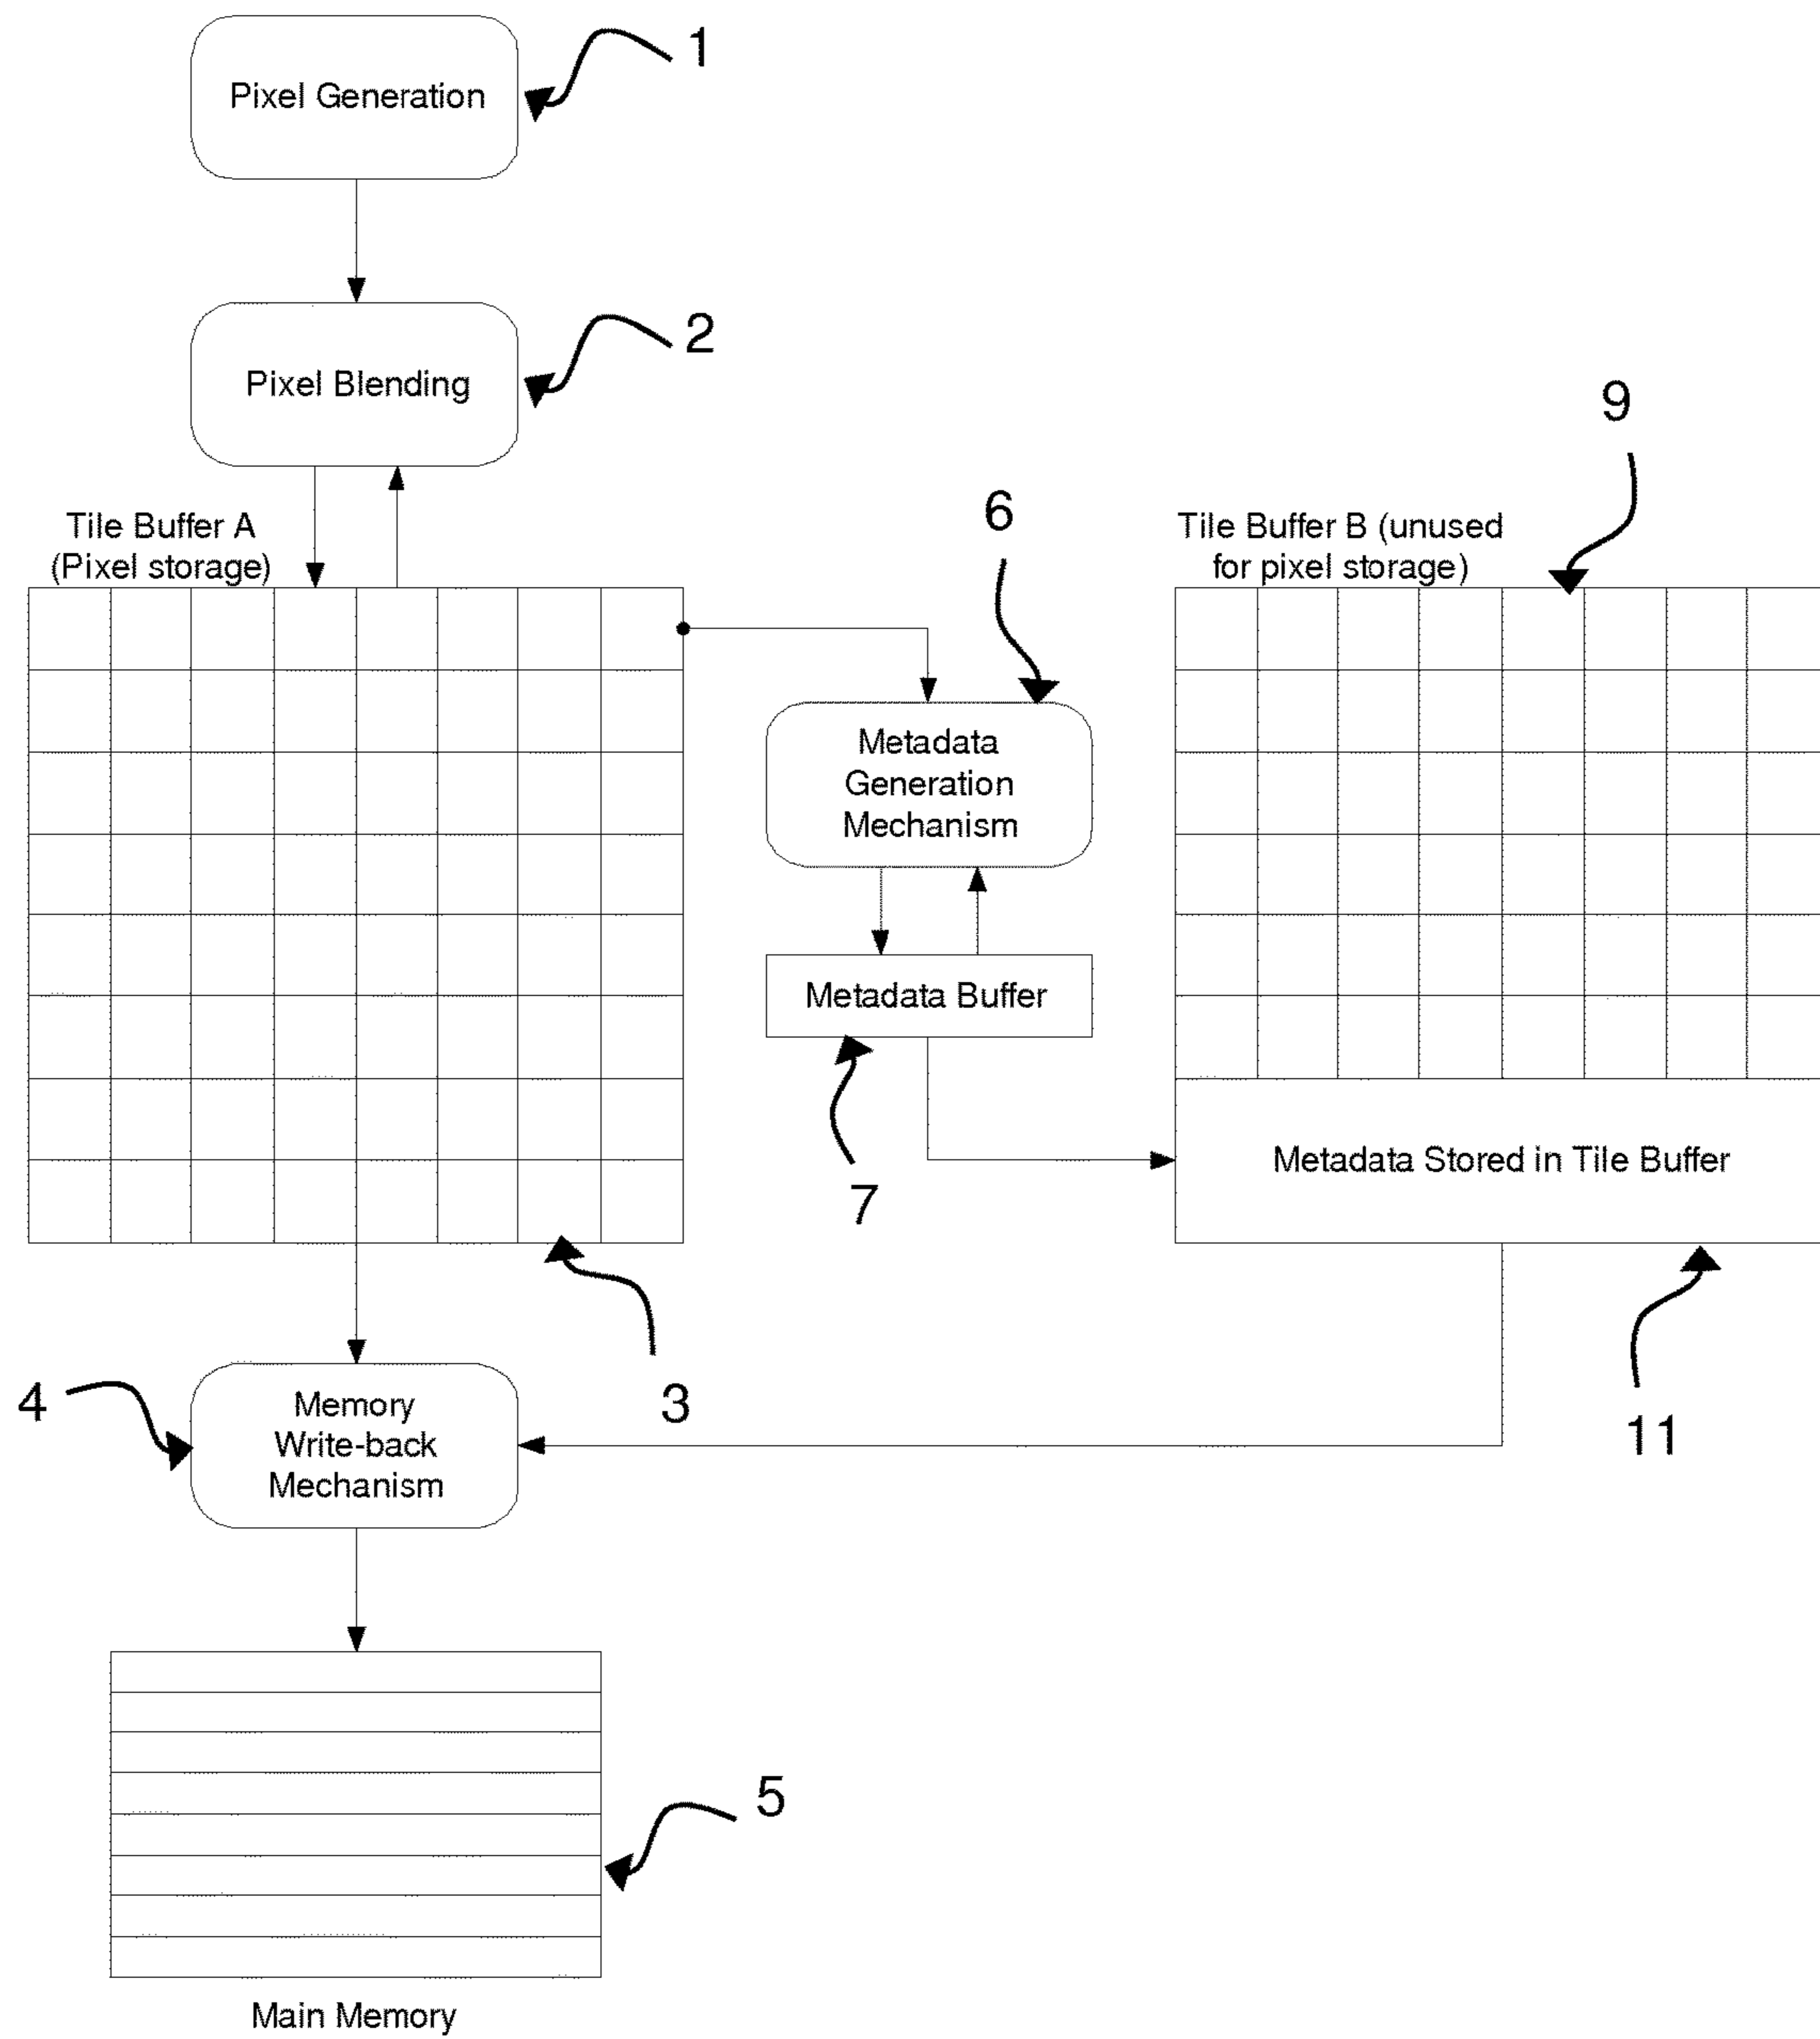 1
Pixel Generation
2
Pixel Blending
9
6
Tile Buffer A
(Pixel storage)
Tile Buffer B (unused
for pixel storage)
Metadata
Generation
Mechanism
Metadata Buffer
7
Metadata Stored in Tile Buffer
4
Memory
Write-back
Mechanism
3
11
5
Main Memory